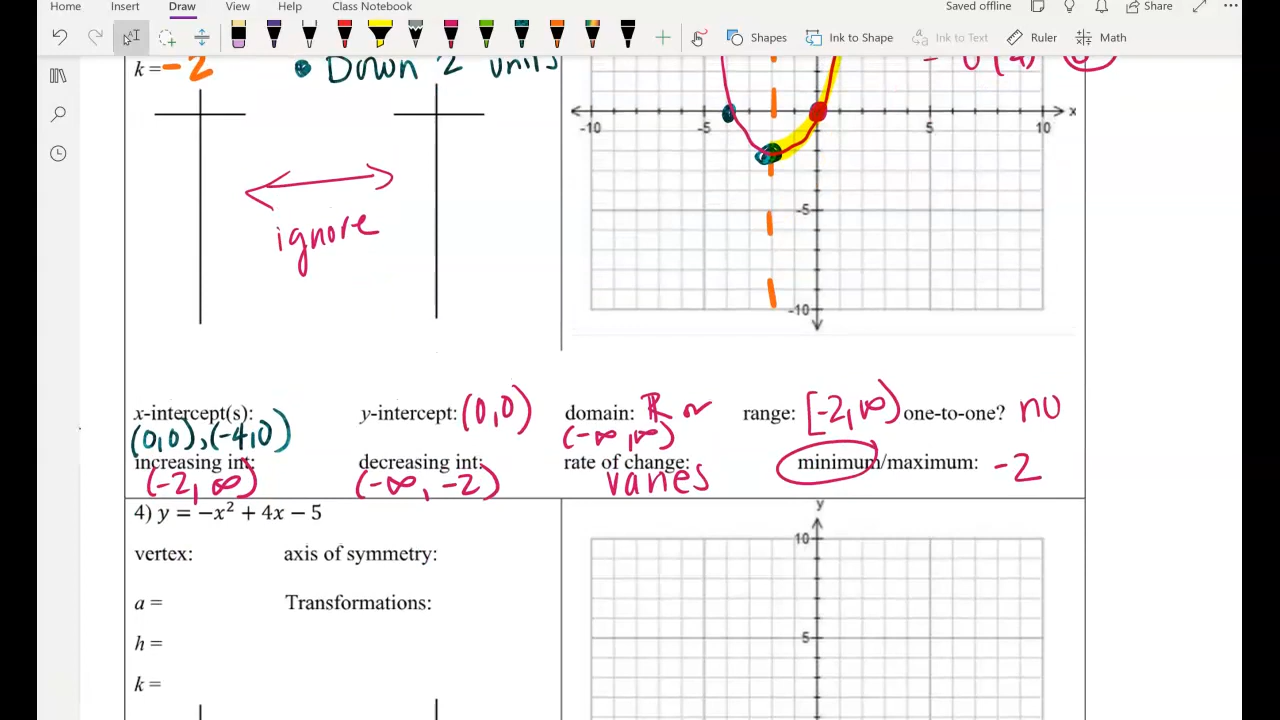 Home Insert Draw View Help Class Notebook Saved offline Share
Shapes Ink to Shape Ink to Text Ruler Math
k = -2 • Down 2 units
-10 -5 5 10 x
-5
-10
ignore
x-intercept(s): y-intercept: (0,0) domain: ℝ or range: [-2,∞) one-to-one? no
(0,0), (-4,0) (-∞,∞)
increasing int: decreasing int: rate of change: minimum/maximum: -2
(-2, ∞) (-∞, -2) varies
4) y = −x² + 4x − 5
vertex: axis of symmetry:
a = Transformations:
h =
k =
y
10
5